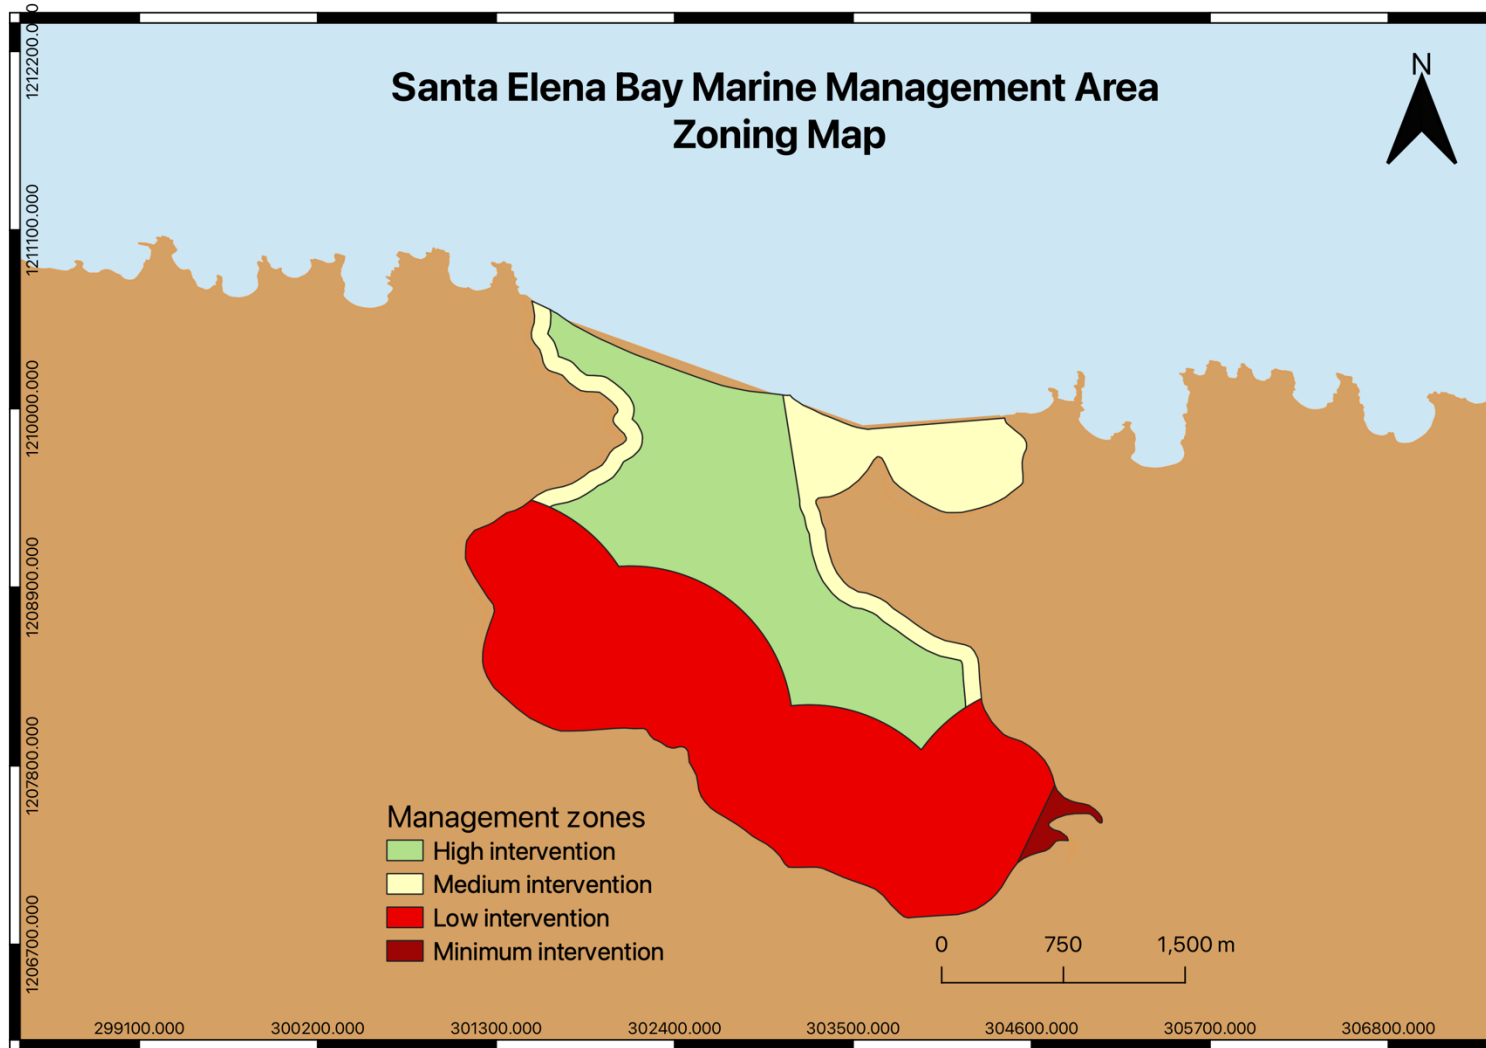 Santa Elena Bay Marine Management Area
Zoning Map
N
1212200.000
1211100.000
1210000.000
1208900.000
1207800.000
1206700.000
Management zones
High intervention
Medium intervention
Low intervention
Minimum intervention
0 750 1,500 m
299100.000 300200.000 301300.000 302400.000 303500.000 304600.000 305700.000 306800.000